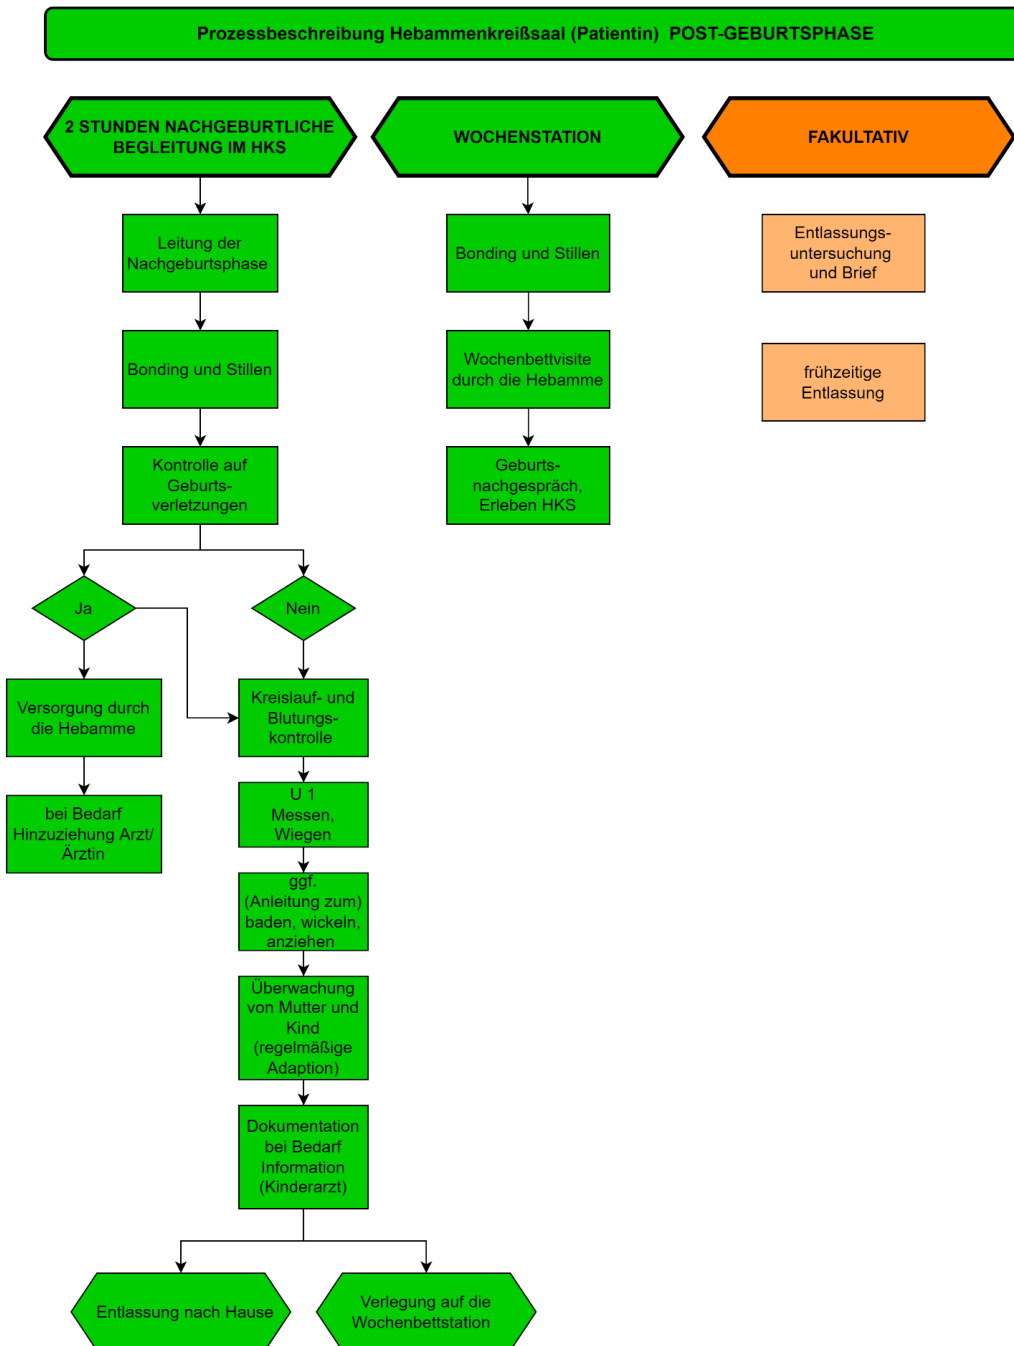 Prozessbeschreibung Hebammenkreißsaal (Patientin)  POST-GEBURTSPHASE
2 STUNDEN NACHGEBURTLICHE
BEGLEITUNG IM HKS
Leitung der
Nachgeburtsphase
Bonding und Stillen
Kontrolle auf
Geburts-
verletzungen
Ja
Nein
Versorgung durch
die Hebamme
bei Bedarf
Hinzuziehung Arzt/
Ärztin
Kreislauf- und
Blutungs-
kontrolle
U 1
Messen,
Wiegen
ggf.
(Anleitung zum)
baden, wickeln,
anziehen
Überwachung
von Mutter und
Kind
(regelmäßige
Adaption)
Dokumentation
bei Bedarf
Information
(Kinderarzt)
Entlassung nach Hause
Verlegung auf die
Wochenbettstation
WOCHENSTATION
Bonding und Stillen
Wochenbettvisite
durch die Hebamme
Geburts-
nachgespräch,
Erleben HKS
FAKULTATIV
Entlassungs-
untersuchung
und Brief
frühzeitige
Entlassung